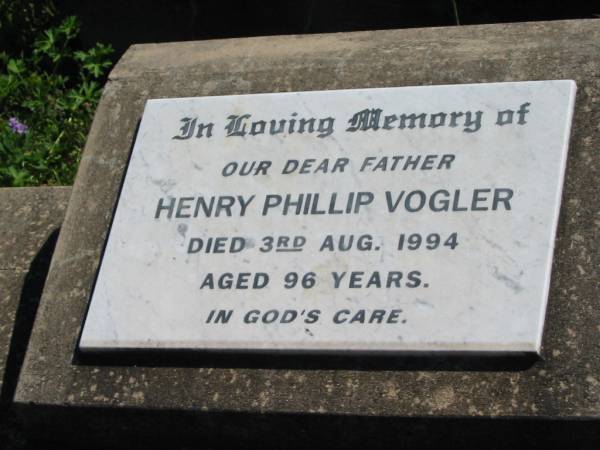 In Loving Memory of
OUR DEAR FATHER
HENRY PHILLIP VOGLER
DIED 3RD AUG. 1994
AGED 96 YEARS.
IN GOD'S CARE.